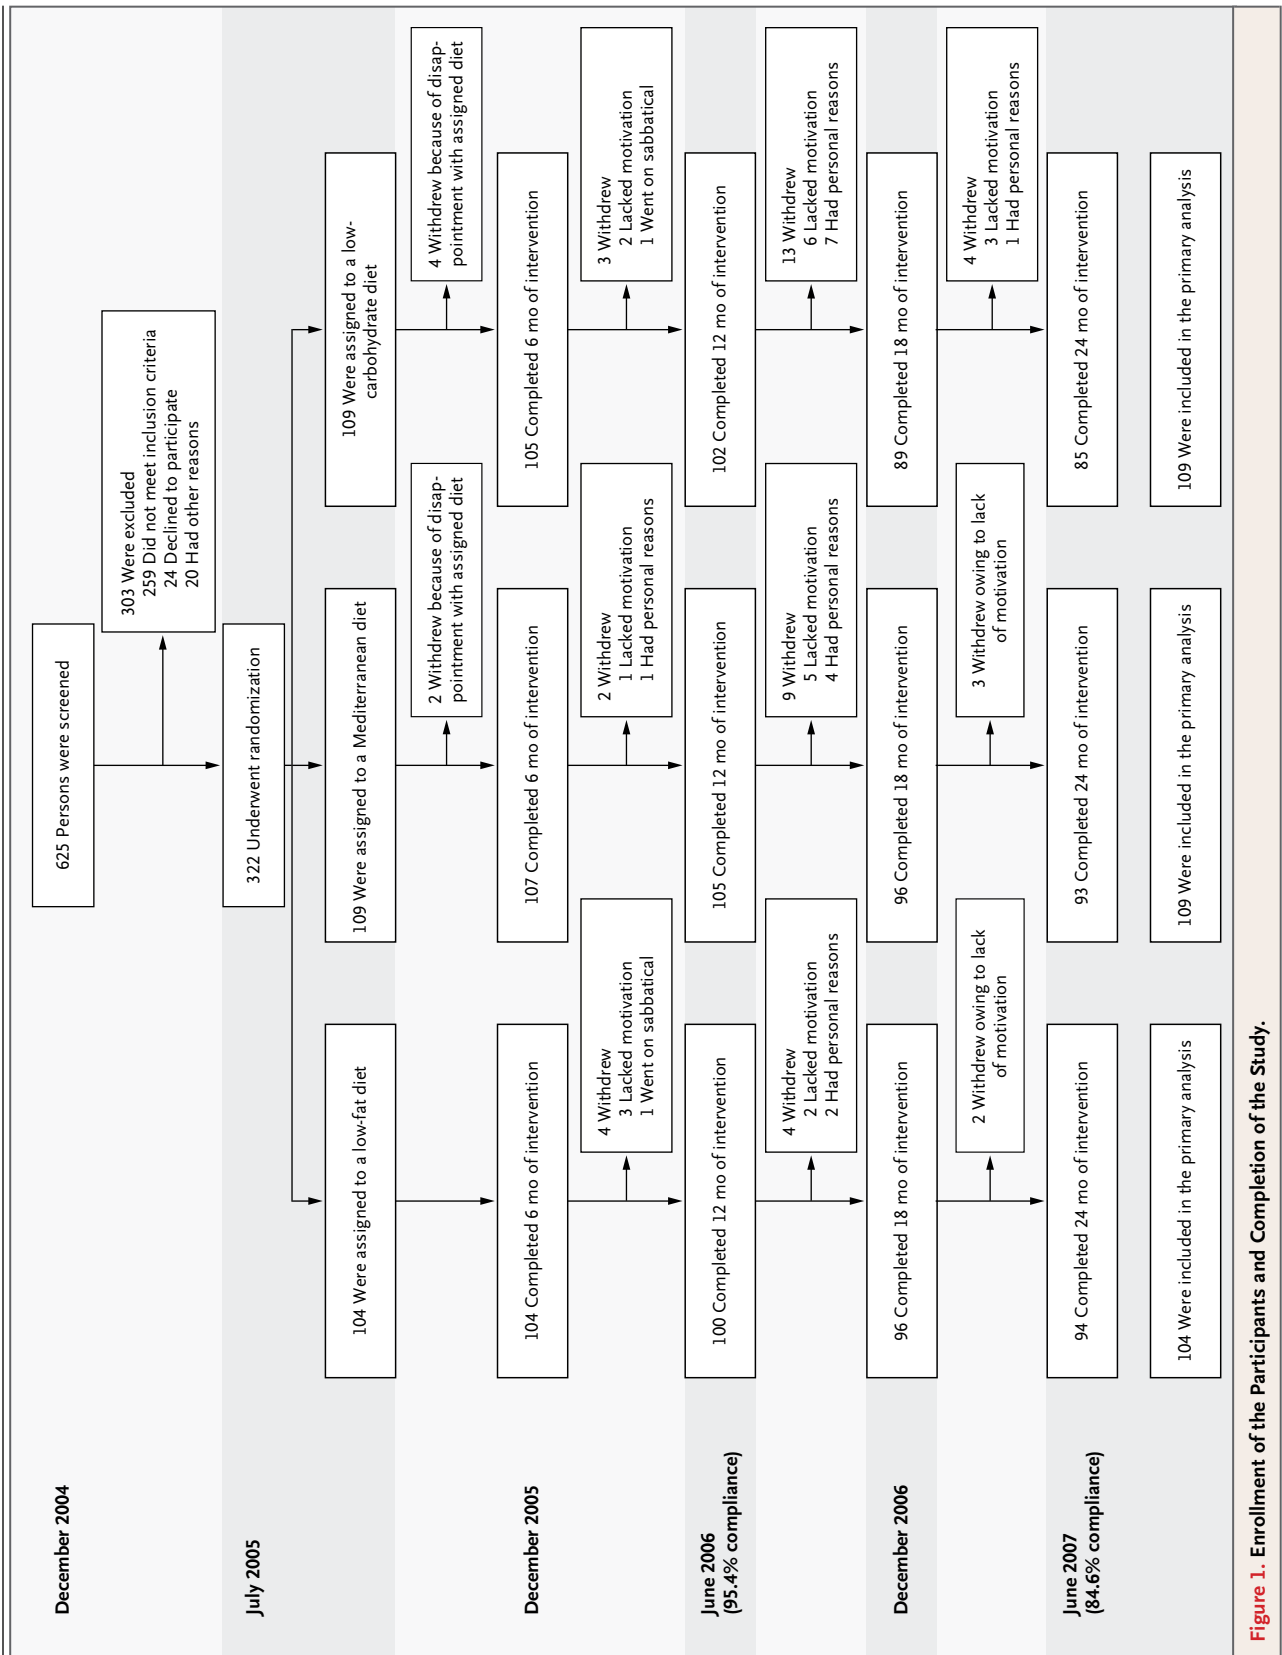 December 2004
625 Persons were screened
303 Were excluded
259 Did not meet inclusion criteria
24 Declined to participate
20 Had other reasons
July 2005
322 Underwent randomization
104 Were assigned to a low-fat diet
109 Were assigned to a Mediterranean diet
109 Were assigned to a low-
carbohydrate diet
2 Withdrew because of disap-
pointment with assigned diet
4 Withdrew because of disap-
pointment with assigned diet
December 2005
104 Completed 6 mo of intervention
107 Completed 6 mo of intervention
105 Completed 6 mo of intervention
4 Withdrew
3 Lacked motivation
1 Went on sabbatical
2 Withdrew
1 Lacked motivation
1 Had personal reasons
3 Withdrew
2 Lacked motivation
1 Went on sabbatical
June 2006
(95.4% compliance)
100 Completed 12 mo of intervention
105 Completed 12 mo of intervention
102 Completed 12 mo of intervention
4 Withdrew
2 Lacked motivation
2 Had personal reasons
9 Withdrew
5 Lacked motivation
4 Had personal reasons
13 Withdrew
6 Lacked motivation
7 Had personal reasons
December 2006
96 Completed 18 mo of intervention
96 Completed 18 mo of intervention
89 Completed 18 mo of intervention
2 Withdrew owing to lack
of motivation
3 Withdrew owing to lack
of motivation
4 Withdrew
3 Lacked motivation
1 Had personal reasons
June 2007
(84.6% compliance)
94 Completed 24 mo of intervention
93 Completed 24 mo of intervention
85 Completed 24 mo of intervention
104 Were included in the primary analysis
109 Were included in the primary analysis
109 Were included in the primary analysis
Figure 1. Enrollment of the Participants and Completion of the Study.